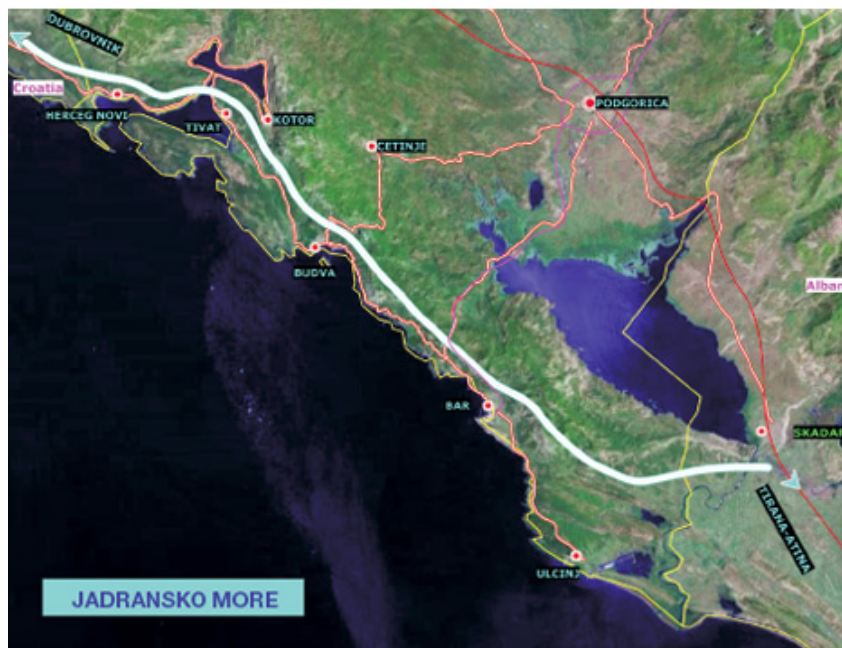 DUBROVNIK
Croatia
HERCEG NOVI
TIVAT
KOTOR
CETINJE
PODGORICA
BUDVA
Alban
BAR
SKADAR
TIRANA-ATINA
ULCINJ
JADRANSKO MORE